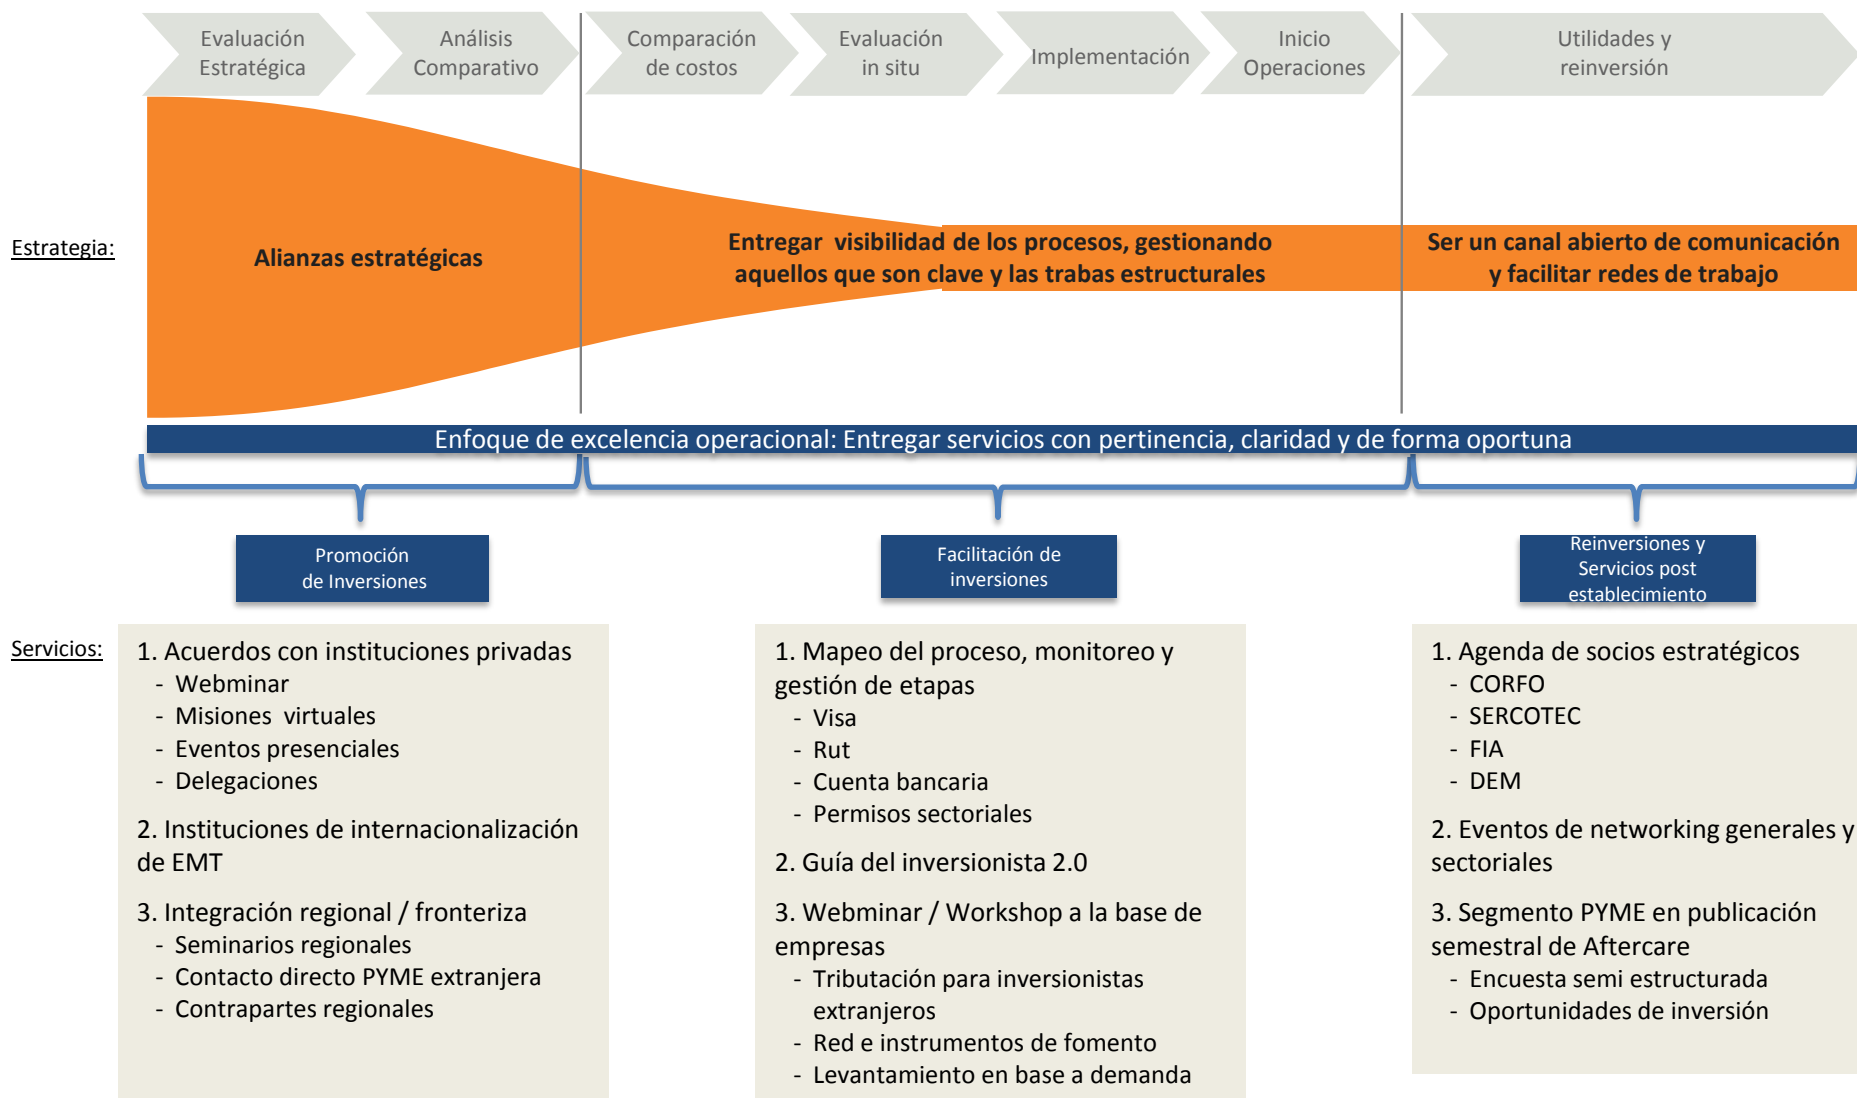 Evaluación
Estratégica
Análisis
Comparativo
Comparación
de costos
Evaluación
in situ
Implementación
Inicio
Operaciones
Utilidades y
reinversión
Estrategia:
Alianzas estratégicas
Entregar visibilidad de los procesos, gestionando
aquellos que son clave y las trabas estructurales
Ser un canal abierto de comunicación
y facilitar redes de trabajo
Enfoque de excelencia operacional: Entregar servicios con pertinencia, claridad y de forma oportuna
Promoción
de Inversiones
Facilitación de
inversiones
Reinversiones y
Servicios post
establecimiento
Servicios:
1. Acuerdos con instituciones privadas
- Webminar
- Misiones virtuales
- Eventos presenciales
- Delegaciones
2. Instituciones de internacionalización
de EMT
3. Integración regional / fronteriza
- Seminarios regionales
- Contacto directo PYME extranjera
- Contrapartes regionales
1. Mapeo del proceso, monitoreo y
gestión de etapas
- Visa
- Rut
- Cuenta bancaria
- Permisos sectoriales
2. Guía del inversionista 2.0
3. Webminar / Workshop a la base de
empresas
- Tributación para inversionistas
extranjeros
- Red e instrumentos de fomento
- Levantamiento en base a demanda
1. Agenda de socios estratégicos
- CORFO
- SERCOTEC
- FIA
- DEM
2. Eventos de networking generales y
sectoriales
3. Segmento PYME en publicación
semestral de Aftercare
- Encuesta semi estructurada
- Oportunidades de inversión